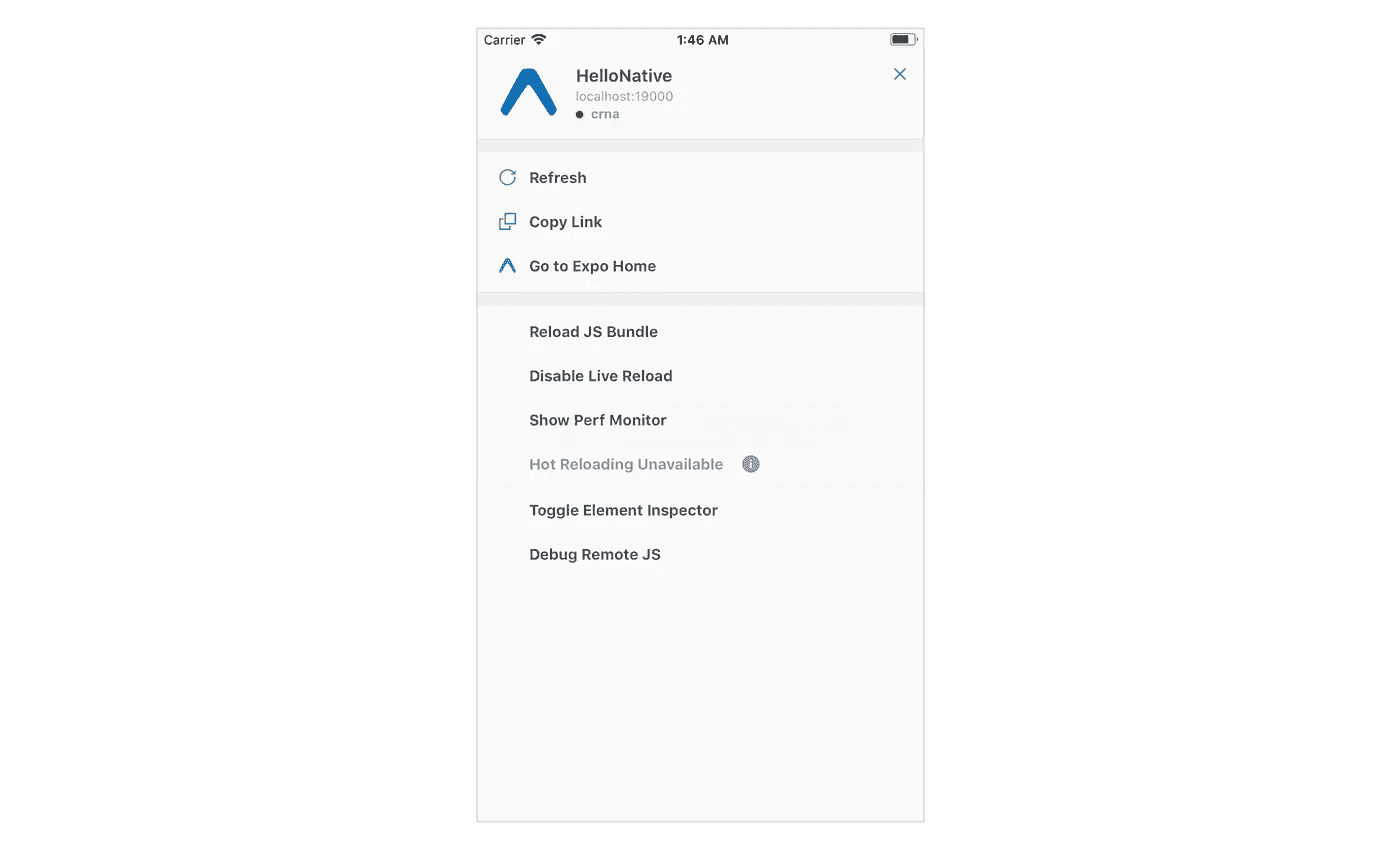 Carrier 1:46 AM
HelloNative
localhost:19000
crna
Refresh
Copy Link
Go to Expo Home
Reload JS Bundle
Disable Live Reload
Show Perf Monitor
Hot Reloading Unavailable
Toggle Element Inspector
Debug Remote JS